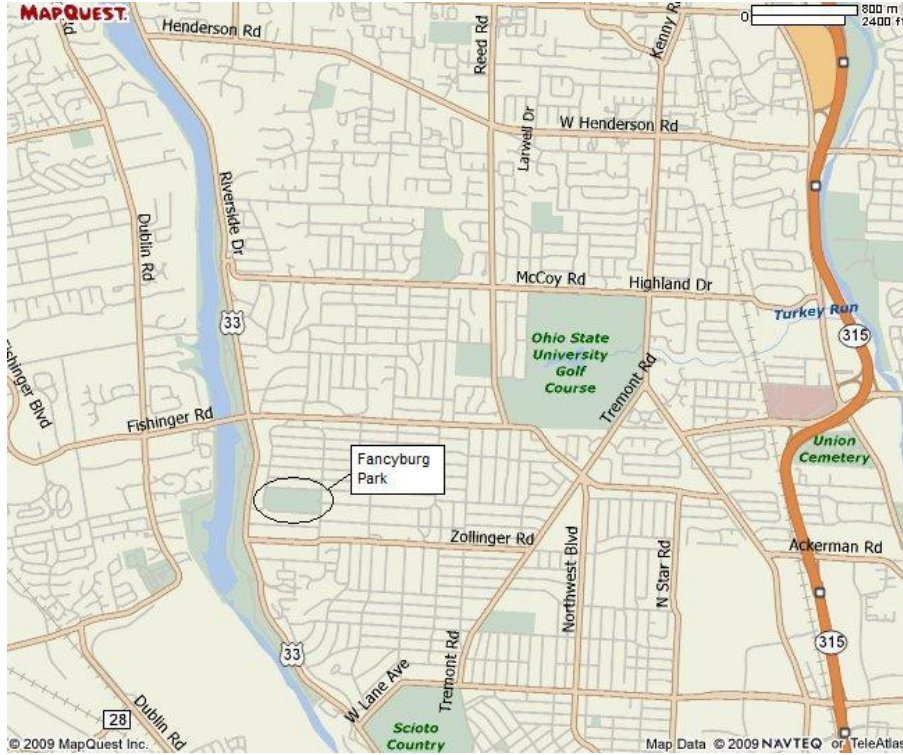 MAPQUEST.
0
800 m
2400 ft
Henderson Rd
Reed Rd
Kenny Rd
Larwell Dr
W Henderson Rd
Riverside Dr
Dublin Rd
McCoy Rd
Highland Dr
Turkey Run
33
315
Ohio State
University
Golf
Course
Tremont Rd
Fishinger Blvd
Fishinger Rd
Union
Cemetery
Fancyburg
Park
Zollinger Rd
Ackerman Rd
Northwest Blvd
N Star Rd
33
315
W Lane Ave
Tremont Rd
Dublin Rd
28
Scioto
Country
© 2009 MapQuest Inc.
Map Data © 2009 NAVTEQ or TeleAtlas